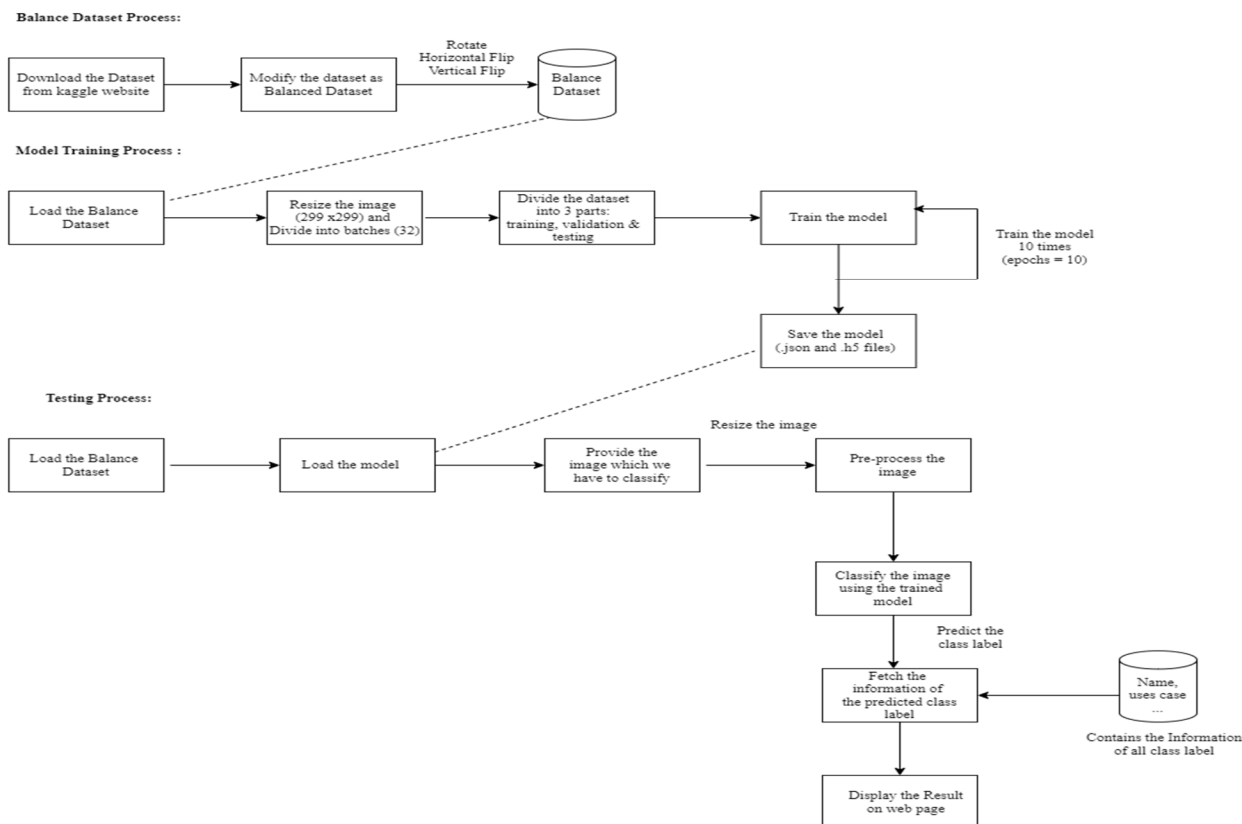 Balance Dataset Process:
Download the Dataset
from kaggle website
Modify the dataset as
Balanced Dataset
Rotate
Horizontal Flip
Vertical Flip
Balance
Dataset
Model Training Process :
Load the Balance
Dataset
Resize the image
(299 x299) and
Divide into batches (32)
Divide the dataset
into 3 parts:
training, validation &
testing
Train the model
Train the model
10 times
(epochs = 10)
Save the model
(.json and .h5 files)
Testing Process:
Load the Balance
Dataset
Load the model
Provide the
image which we
have to classify
Resize the image
Pre-process the
image
Classify the image
using the trained
model
Predict the
class label
Fetch the
information of
the predicted class
label
Name,
uses case
...
Contains the Information
of all class label
Display the Result
on web page